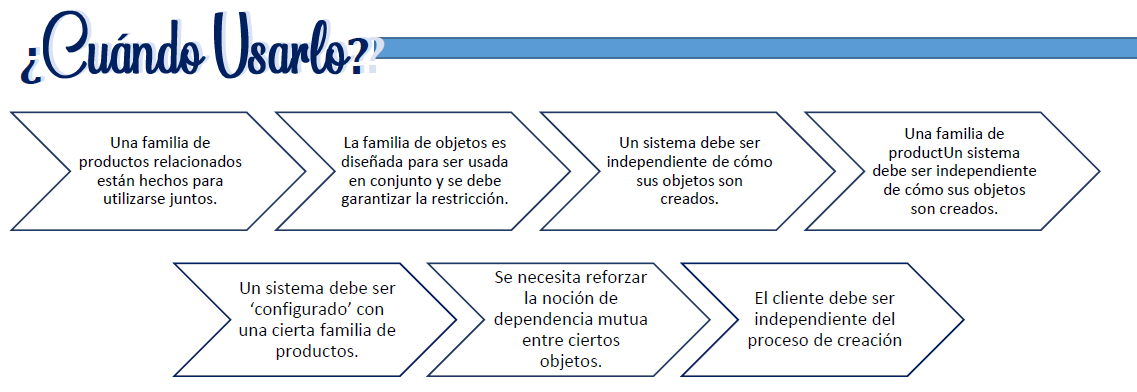 ¿Cuándo Usarlo?
Una familia de
productos relacionados
están hechos para
utilizarse juntos.
La familia de objetos es
diseñada para ser usada
en conjunto y se debe
garantizar la restricción.
Un sistema debe ser
independiente de cómo
sus objetos son
creados.
Una familia de
productUn sistema
debe ser independiente
de cómo sus objetos
son creados.
Un sistema debe ser
‘configurado’ con
una cierta familia de
productos.
Se necesita reforzar
la noción de
dependencia mutua
entre ciertos
objetos.
El cliente debe ser
independiente del
proceso de creación